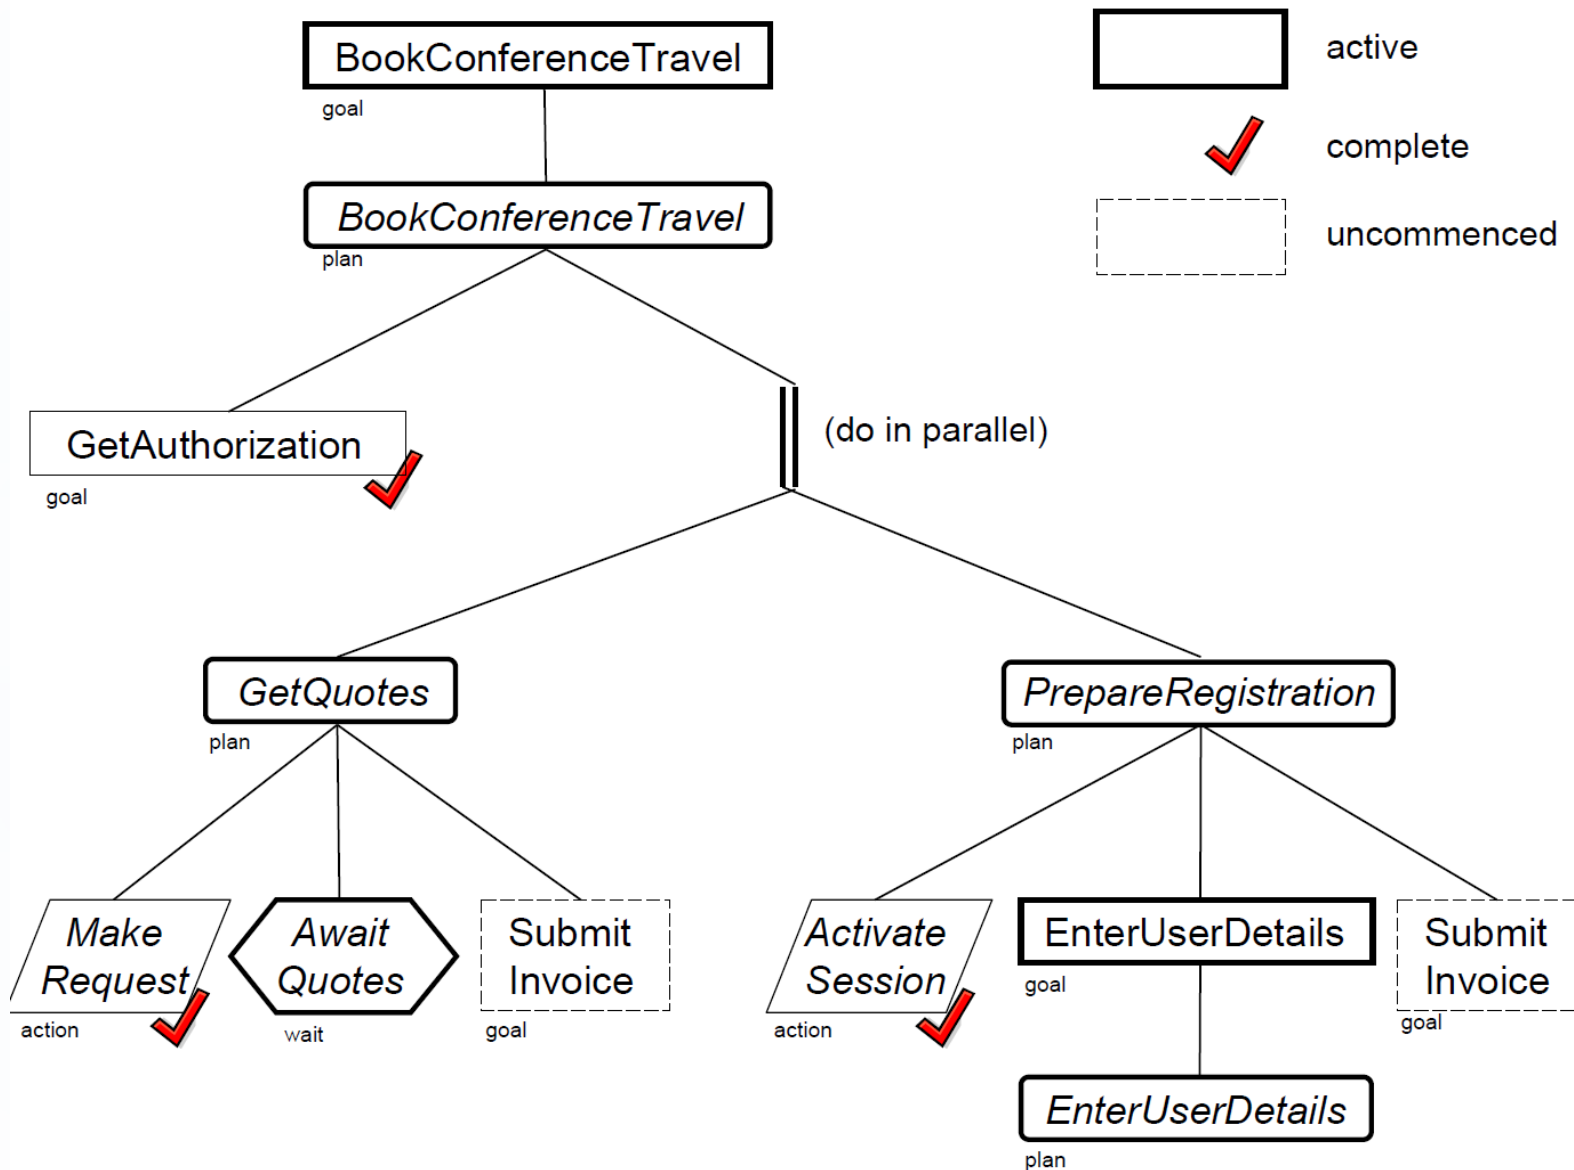 BookConferenceTravel
goal
active
complete
uncommenced
BookConferenceTravel
plan
GetAuthorization
goal
(do in parallel)
GetQuotes
plan
PrepareRegistration
plan
Make
Request
action
Await
Quotes
wait
Submit
Invoice
goal
Activate
Session
action
EnterUserDetails
goal
Submit
Invoice
goal
EnterUserDetails
plan